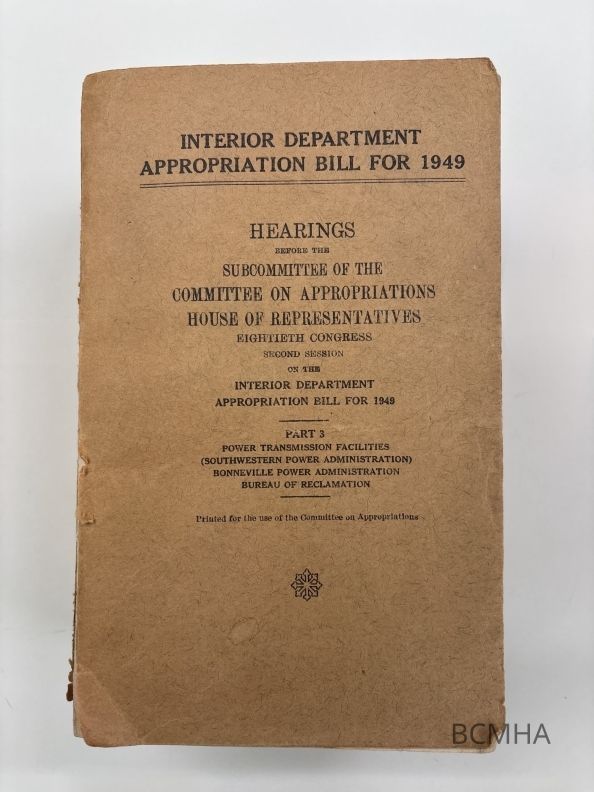 INTERIOR DEPARTMENT
APPROPRIATION BILL FOR 1949
HEARINGS
BEFORE THE
SUBCOMMITTEE OF THE
COMMITTEE ON APPROPRIATIONS
HOUSE OF REPRESENTATIVES
EIGHTIETH CONGRESS
SECOND SESSION
ON THE
INTERIOR DEPARTMENT
APPROPRIATION BILL FOR 1949
PART 3
POWER TRANSMISSION FACILITIES
(SOUTHWESTERN POWER ADMINISTRATION)
BONNEVILLE POWER ADMINISTRATION
BUREAU OF RECLAMATION
Printed for the use of the Committee on Appropriations
BCMHA